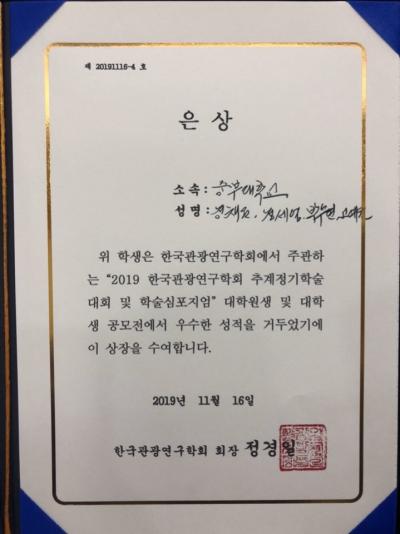 제 20191116-4 호
은 상
소 속 : 중부대학교
성 명 :
위 학생은 한국관광연구학회에서 주관하
는 "2019 한국관광연구학회 추계정기학술
대회 및 학술심포지엄" 대학원생 및 대학
생 공모전에서 우수한 성적을 거두었기에
이 상장을 수여합니다.
2019년 11월 16일
한국관광연구학회 회장 정경일